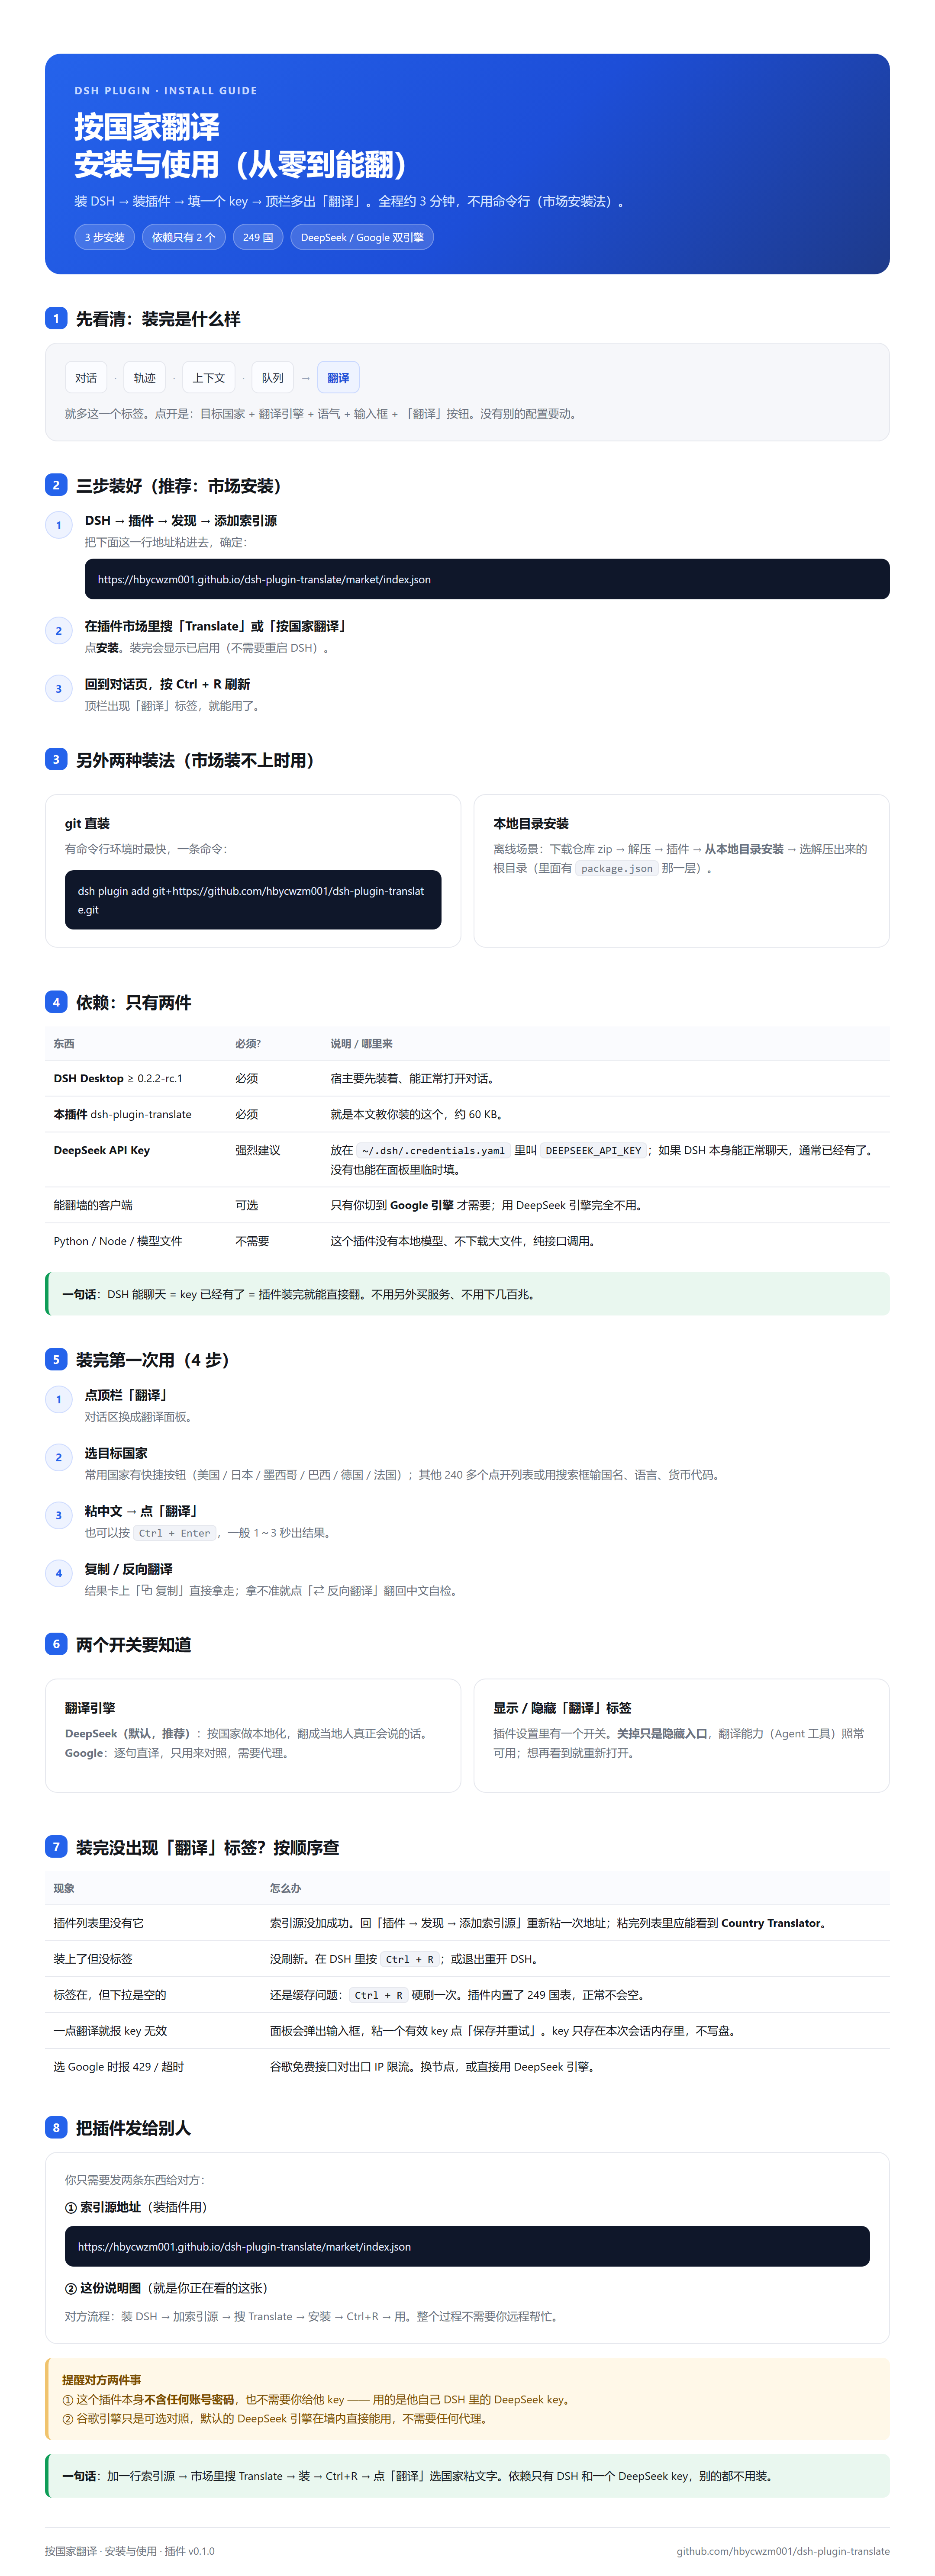 DSH PLUGIN · INSTALL GUIDE
按国家翻译
安装与使用（从零到能翻）
装 DSH → 装插件 → 填一个 key → 顶栏多出「翻译」。全程约 3 分钟，不用命令行（市场安装法）。
3 步安装
依赖只有 2 个
249 国
DeepSeek / Google 双引擎
1 先看清：装完是什么样
对话 · 轨迹 · 上下文 · 队列 → 翻译
就多这一个标签。点开是：目标国家 + 翻译引擎 + 语气 + 输入框 + 「翻译」按钮。没有别的配置要动。
2 三步装好（推荐：市场安装）
1 DSH → 插件 → 发现 → 添加索引源
把下面这一行地址粘进去，确定：
https://hbycwzm001.github.io/dsh-plugin-translate/market/index.json
2 在插件市场里搜「Translate」或「按国家翻译」
点安装。装完会显示已启用（不需要重启 DSH）。
3 回到对话页，按 Ctrl + R 刷新
顶栏出现「翻译」标签，就能用了。
3 另外两种装法（市场装不上时用）
git 直装
有命令行环境时最快，一条命令：
dsh plugin add git+https://github.com/hbycwzm001/dsh-plugin-translat
e.git
本地目录安装
离线场景：下载仓库 zip → 解压 → 插件 → 从本地目录安装 → 选解压出来的
根目录（里面有 package.json 那一层）。
4 依赖：只有两件
东西 必须? 说明 / 哪里来
DSH Desktop ≥ 0.2.2-rc.1 必须 宿主要先装着、能正常打开对话。
本插件 dsh-plugin-translate 必须 就是本文教你装的这个，约 60 KB。
DeepSeek API Key 强烈建议 放在 ~/.dsh/.credentials.yaml 里叫 DEEPSEEK_API_KEY；如果 DSH 本身能正常聊天，通常已经有了。
没有也能在面板里临时填。
能翻墙的客户端 可选 只有你切到 Google 引擎 才需要；用 DeepSeek 引擎完全不用。
Python / Node / 模型文件 不需要 这个插件没有本地模型、不下载大文件，纯接口调用。
一句话：DSH 能聊天 = key 已经有了 = 插件装完就能直接翻。不用另外买服务、不用下几百兆。
5 装完第一次用（4 步）
1 点顶栏「翻译」
对话区换成翻译面板。
2 选目标国家
常用国家有快捷按钮（美国 / 日本 / 墨西哥 / 巴西 / 德国 / 法国）；其他 240 多个点开列表或用搜索框输国名、语言、货币代码。
3 粘中文 → 点「翻译」
也可以按 Ctrl + Enter，一般 1～3 秒出结果。
4 复制 / 反向翻译
结果卡上「⧉ 复制」直接拿走；拿不准就点「⇄ 反向翻译」翻回中文自检。
6 两个开关要知道
翻译引擎
DeepSeek（默认，推荐）：按国家做本地化，翻成当地人真正会说的话。
Google：逐句直译，只用来对照，需要代理。
显示 / 隐藏「翻译」标签
插件设置里有一个开关。关掉只是隐藏入口，翻译能力（Agent 工具）照常
可用；想再看到就重新打开。
7 装完没出现「翻译」标签？按顺序查
现象 怎么办
插件列表里没有它 索引源没加成功。回「插件 → 发现 → 添加索引源」重新粘一次地址；粘完列表里应能看到 Country Translator。
装上了但没标签 没刷新。在 DSH 里按 Ctrl + R；或退出重开 DSH。
标签在，但下拉是空的 还是缓存问题：Ctrl + R 硬刷一次。插件内置了 249 国表，正常不会空。
一点翻译就报 key 无效 面板会弹出输入框，粘一个有效 key 点「保存并重试」。key 只存在本次会话内存里，不写盘。
选 Google 时报 429 / 超时 谷歌免费接口对出口 IP 限流。换节点，或直接用 DeepSeek 引擎。
8 把插件发给别人
你只需要发两条东西给对方：
① 索引源地址（装插件用）
https://hbycwzm001.github.io/dsh-plugin-translate/market/index.json
② 这份说明图（就是你正在看的这张）
对方流程：装 DSH → 加索引源 → 搜 Translate → 安装 → Ctrl+R → 用。整个过程不需要你远程帮忙。
提醒对方两件事
① 这个插件本身不含任何账号密码，也不需要你给他 key —— 用的是他自己 DSH 里的 DeepSeek key。
② 谷歌引擎只是可选对照，默认的 DeepSeek 引擎在墙内直接能用，不需要任何代理。
一句话：加一行索引源 → 市场里搜 Translate → 装 → Ctrl+R → 点「翻译」选国家粘文字。依赖只有 DSH 和一个 DeepSeek key，别的都不用装。
按国家翻译 · 安装与使用 · 插件 v0.1.0
github.com/hbycwzm001/dsh-plugin-translate